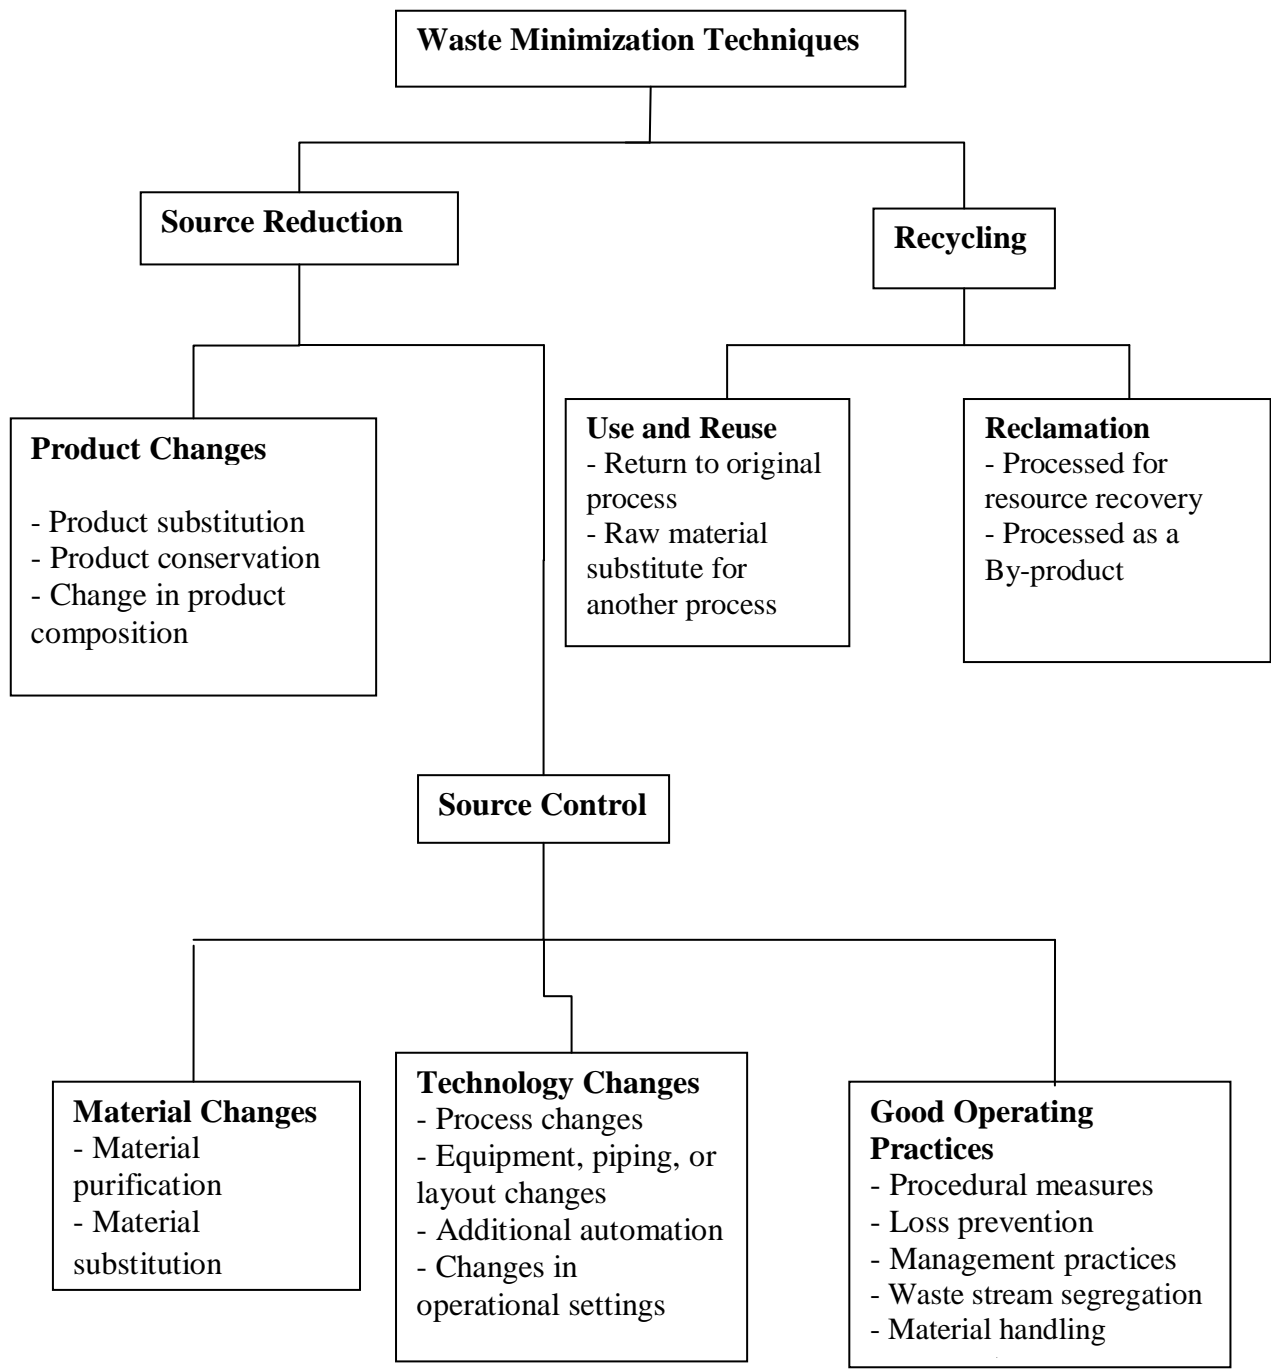 Waste Minimization Techniques
Source Reduction
Recycling
Product Changes
- Product substitution
- Product conservation
- Change in product
composition
Use and Reuse
- Return to original
process
- Raw material
substitute for
another process
Reclamation
- Processed for
resource recovery
- Processed as a
By-product
Source Control
Material Changes
- Material
purification
- Material
substitution
Technology Changes
- Process changes
- Equipment, piping, or
layout changes
- Additional automation
- Changes in
operational settings
Good Operating
Practices
- Procedural measures
- Loss prevention
- Management practices
- Waste stream segregation
- Material handling